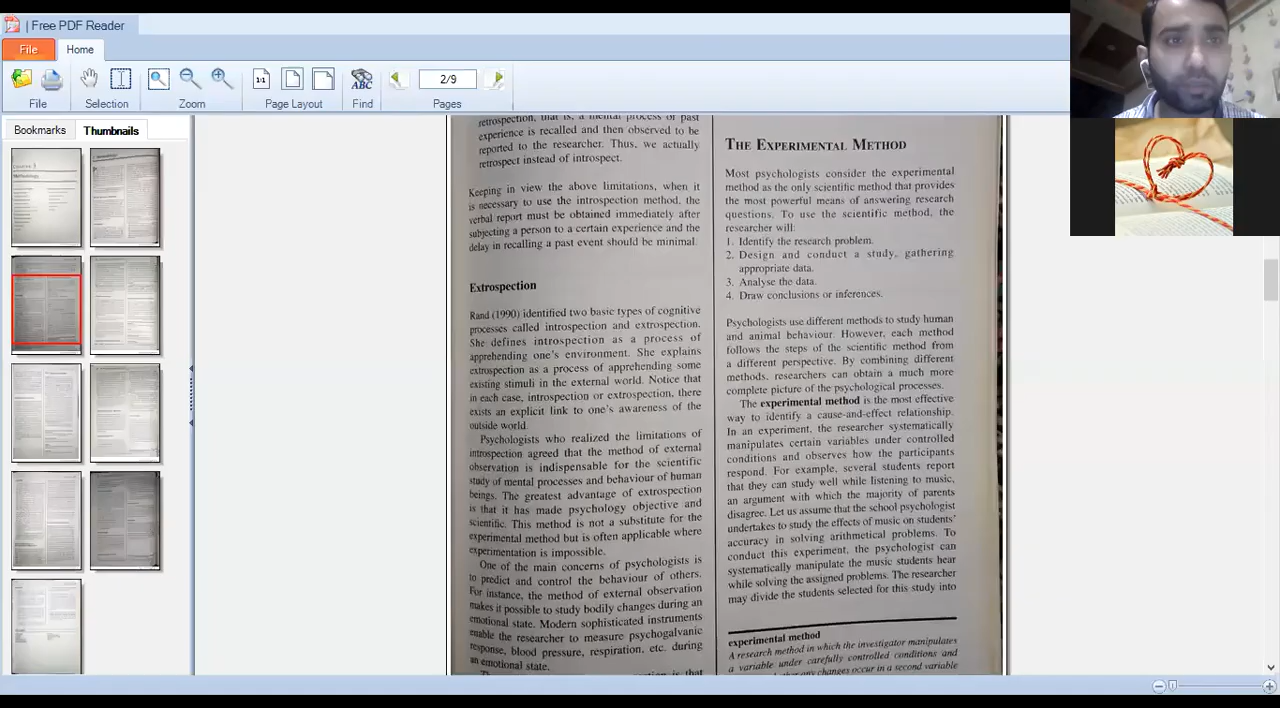 | Free PDF Reader
File
Home
1:1
ABC
2/9
File
Selection
Zoom
Page Layout
Find
Pages
Bookmarks
Thumbnails
retrospection, that is, a mental process of past
experience is recalled and then observed to be
reported to the researcher. Thus, we actually
retrospect instead of introspect.
Keeping in view the above limitations, when it
is necessary to use the introspection method, the
verbal report must be obtained immediately after
subjecting a person to a certain experience and the
delay in recalling a past event should be minimal.
Extrospection
Rand (1990) identified two basic types of cognitive
processes called introspection and extrospection.
She defines introspection as a process of
apprehending one's environment. She explains
extrospection as a process of apprehending some
existing stimuli in the external world. Notice that
in each case, introspection or extrospection, there
exists an explicit link to one's awareness of the
outside world.
Psychologists who realized the limitations of
introspection agreed that the method of external
observation is indispensable for the scientific
study of mental processes and behaviour of human
beings. The greatest advantage of extrospection
is that it has made psychology objective and
scientific. This method is not a substitute for the
experimental method but is often applicable where
experimentation is impossible.
One of the main concerns of psychologists is
to predict and control the behaviour of others.
For instance, the method of external observation
makes it possible to study bodily changes during an
emotional state. Modern sophisticated instruments
enable the researcher to measure psychogalvanic
response, blood pressure, respiration, etc. during
an emotional state.
THE EXPERIMENTAL METHOD
Most psychologists consider the experimental
method as the only scientific method that provides
the most powerful means of answering research
questions. To use the scientific method, the
researcher will:
1. Identify the research problem.
2. Design and conduct a study, gathering
appropriate data.
3. Analyse the data.
4. Draw conclusions or inferences.
Psychologists use different methods to study human
and animal behaviour. However, each method
follows the steps of the scientific method from
a different perspective. By combining different
methods, researchers can obtain a much more
complete picture of the psychological processes.
The experimental method is the most effective
way to identify a cause-and-effect relationship.
In an experiment, the researcher systematically
manipulates certain variables under controlled
conditions and observes how the participants
respond. For example, several students report
that they can study well while listening to music,
an argument with which the majority of parents
disagree. Let us assume that the school psychologist
undertakes to study the effects of music on students'
accuracy in solving arithmetical problems. To
conduct this experiment, the psychologist can
systematically manipulate the music students hear
while solving the assigned problems. The researcher
may divide the students selected for this study into
experimental method
A research method in which the investigator manipulates
a variable under carefully controlled conditions and
any changes occur in a second variable